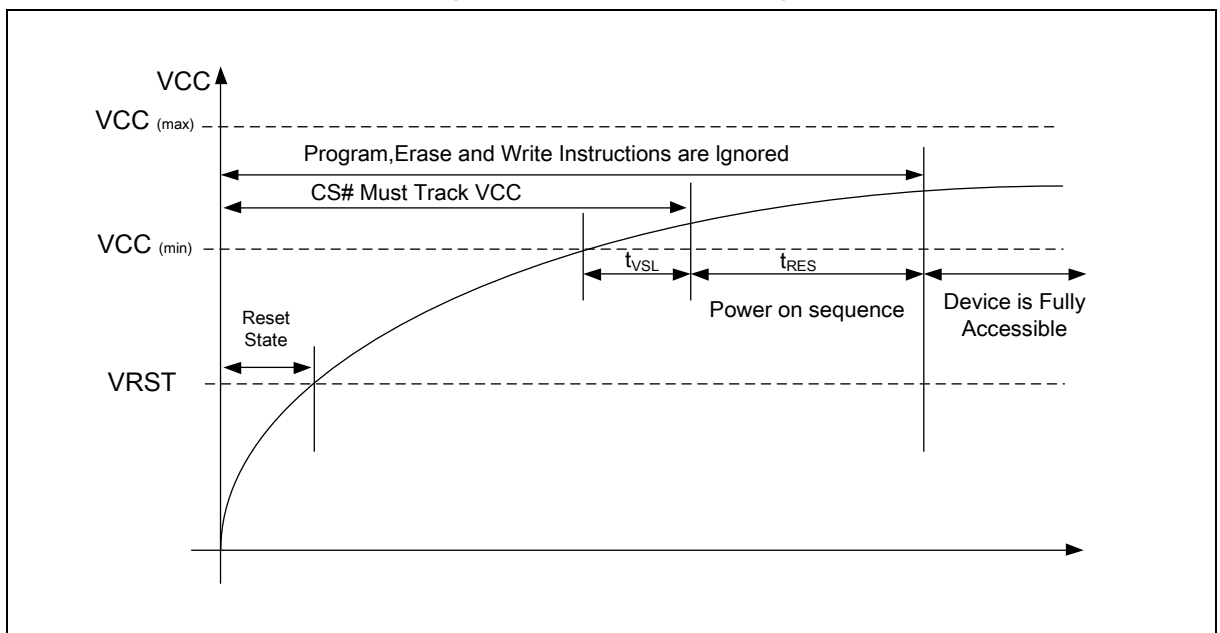 VCC
VCC (max)
Program,Erase and Write Instructions are Ignored
CS# Must Track VCC
VCC (min)
tVSL
tRES
Power on sequence
Device is Fully
Accessible
Reset
State
VRST